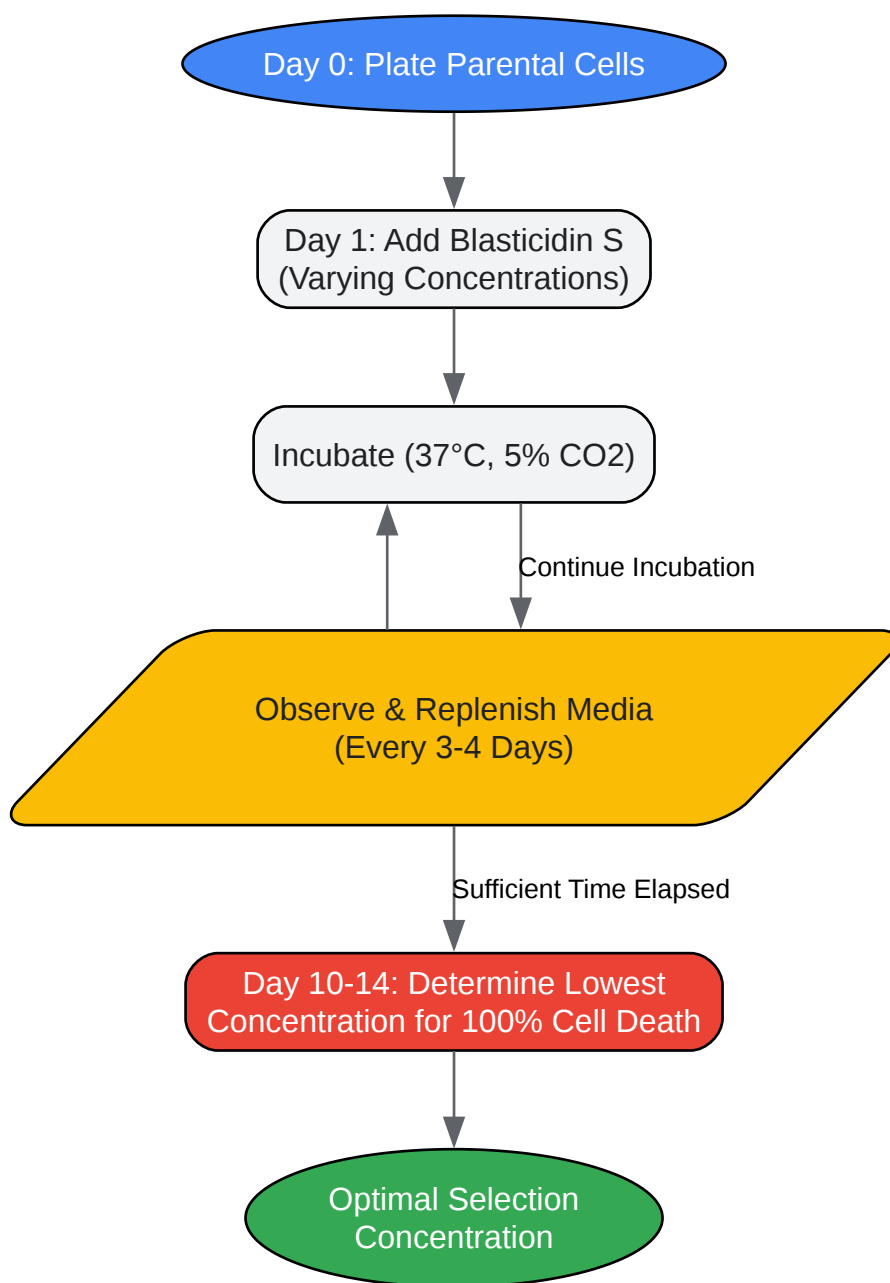 Day 0: Plate Parental Cells
Day 1: Add Blasticidin S
(Varying Concentrations)
Incubate (37°C, 5% CO2)
Continue Incubation
Observe & Replenish Media
(Every 3-4 Days)
Sufficient Time Elapsed
Day 10-14: Determine Lowest
Concentration for 100% Cell Death
Optimal Selection
Concentration